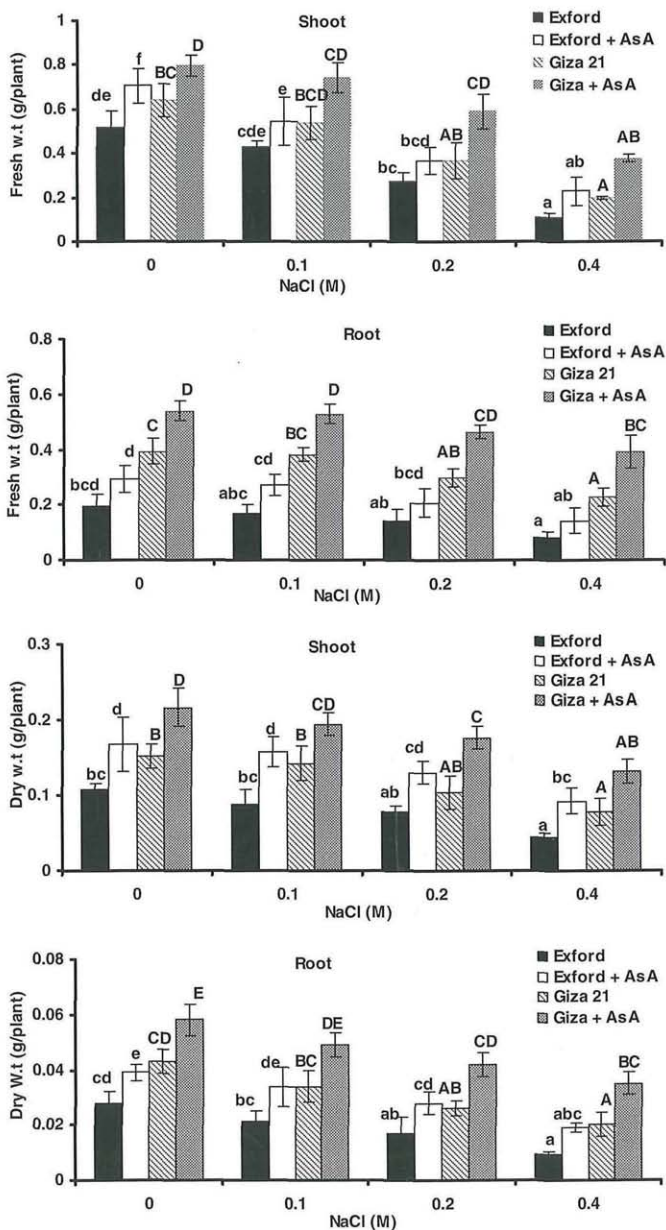 Shoot
Fresh w.t (g/plant)
1
0.8
0.6
0.4
0.2
0
Exford
Exford + AsA
Giza 21
Giza + AsA
de f BC D
cde e BCD CD
bc bcd AB CD
a ab A AB
0 0.1 0.2 0.4
NaCl (M)
Root
Fresh w.t (g/plant)
0.8
0.6
0.4
0.2
0
Exford
Exford + AsA
Giza 21
Giza + AsA
bcd d C D
abc cd BC D
ab bcd AB CD
a ab A BC
0 0.1 0.2 0.4
NaCl (M)
Shoot
Dry w.t (g/plant)
0.3
0.2
0.1
0
Exford
Exford + AsA
Giza 21
Giza + AsA
bc d B D
bc d B CD
ab cd AB C
a bc A AB
0 0.1 0.2 0.4
NaCl (M)
Root
Dry W.t (g/plant)
0.08
0.06
0.04
0.02
0
Exford
Exford + AsA
Giza 21
Giza + AsA
cd e CD E
bc de BC DE
ab cd AB CD
a abc A BC
0 0.1 0.2 0.4
NaCl (M)